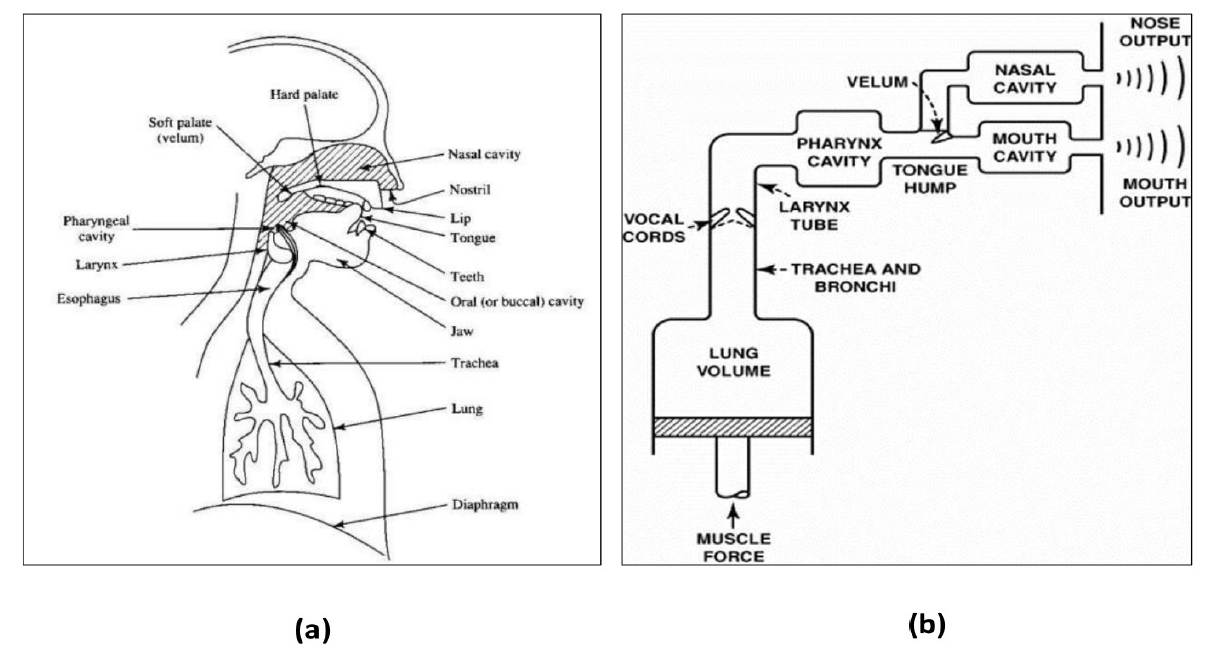 Hard palate
Soft palate
(velum)
Nasal cavity
Nostril
Lip
Tongue
Pharyngeal
cavity
Larynx
Teeth
Esophagus
Oral (or buccal) cavity
Jaw
Trachea
Lung
Diaphragm
(a)
NOSE
OUTPUT
VELUM
NASAL
CAVITY
PHARYNX
CAVITY
MOUTH
CAVITY
TONGUE
HUMP
MOUTH
OUTPUT
LARYNX
TUBE
VOCAL
CORDS
TRACHEA AND
BRONCHI
LUNG
VOLUME
MUSCLE
FORCE
(b)